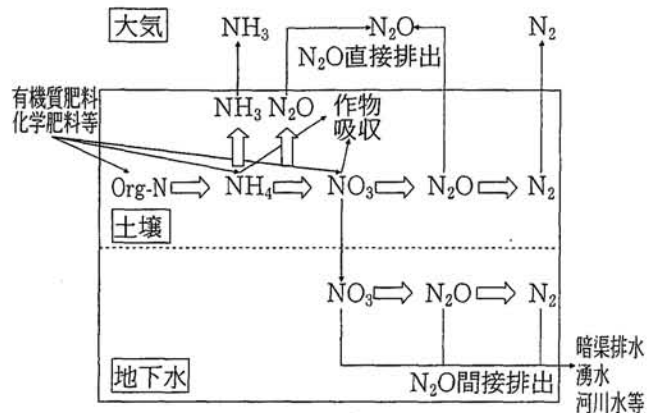 大気
NH₃
N₂O
N₂
N₂O直接排出
有機質肥料
化学肥料等
NH₃ N₂O
作物
吸収
Org-N NH₄ NO₃ N₂O N₂
土壌
NO₃ N₂O N₂
地下水
N₂O間接排出
暗渠排水
湧水
河川水等